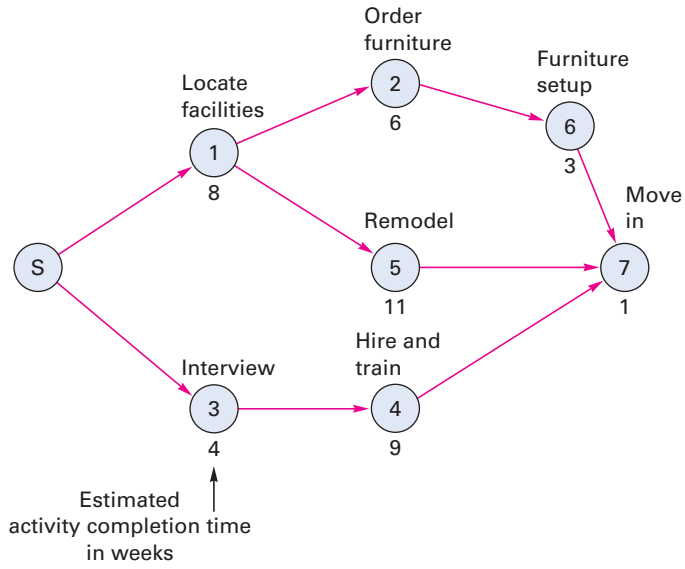 Order
furniture
2
6
Furniture
setup
6
3
Locate
facilities
1
8
Move
in
7
1
Remodel
5
11
S
Hire and
train
4
9
Interview
3
4
Estimated
activity completion time
in weeks